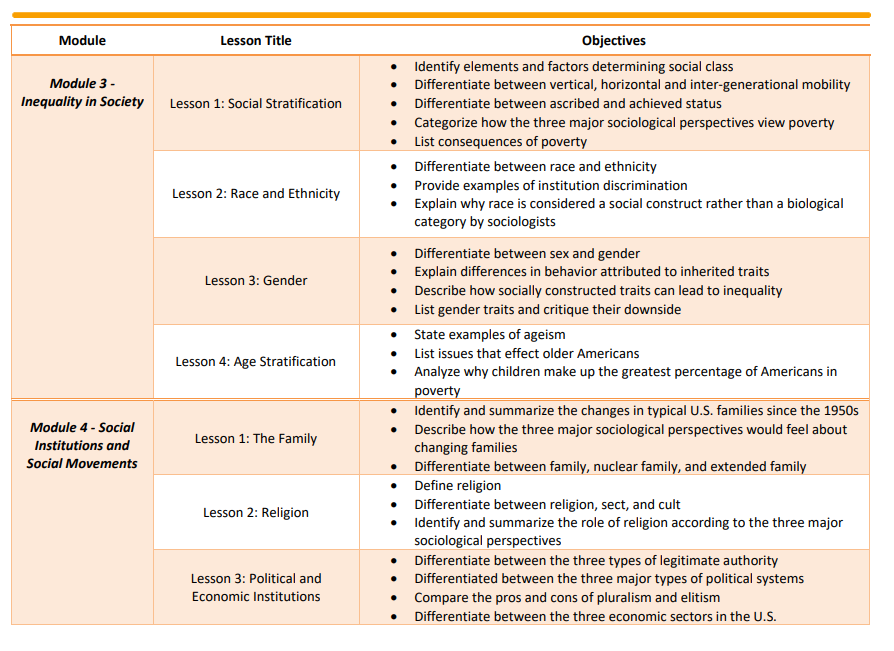 Module Lesson Title Objectives
Module 3 -
Inequality in Society
Lesson 1: Social Stratification
• Identify elements and factors determining social class
• Differentiate between vertical, horizontal and inter-generational mobility
• Differentiate between ascribed and achieved status
• Categorize how the three major sociological perspectives view poverty
• List consequences of poverty
Lesson 2: Race and Ethnicity
• Differentiate between race and ethnicity
• Provide examples of institution discrimination
• Explain why race is considered a social construct rather than a biological
category by sociologists
Lesson 3: Gender
• Differentiate between sex and gender
• Explain differences in behavior attributed to inherited traits
• Describe how socially constructed traits can lead to inequality
• List gender traits and critique their downside
Lesson 4: Age Stratification
• State examples of ageism
• List issues that effect older Americans
• Analyze why children make up the greatest percentage of Americans in
poverty
Module 4 - Social
Institutions and
Social Movements
Lesson 1: The Family
• Identify and summarize the changes in typical U.S. families since the 1950s
• Describe how the three major sociological perspectives would feel about
changing families
• Differentiate between family, nuclear family, and extended family
Lesson 2: Religion
• Define religion
• Differentiate between religion, sect, and cult
• Identify and summarize the role of religion according to the three major
sociological perspectives
Lesson 3: Political and
Economic Institutions
• Differentiate between the three types of legitimate authority
• Differentiated between the three major types of political systems
• Compare the pros and cons of pluralism and elitism
• Differentiate between the three economic sectors in the U.S.